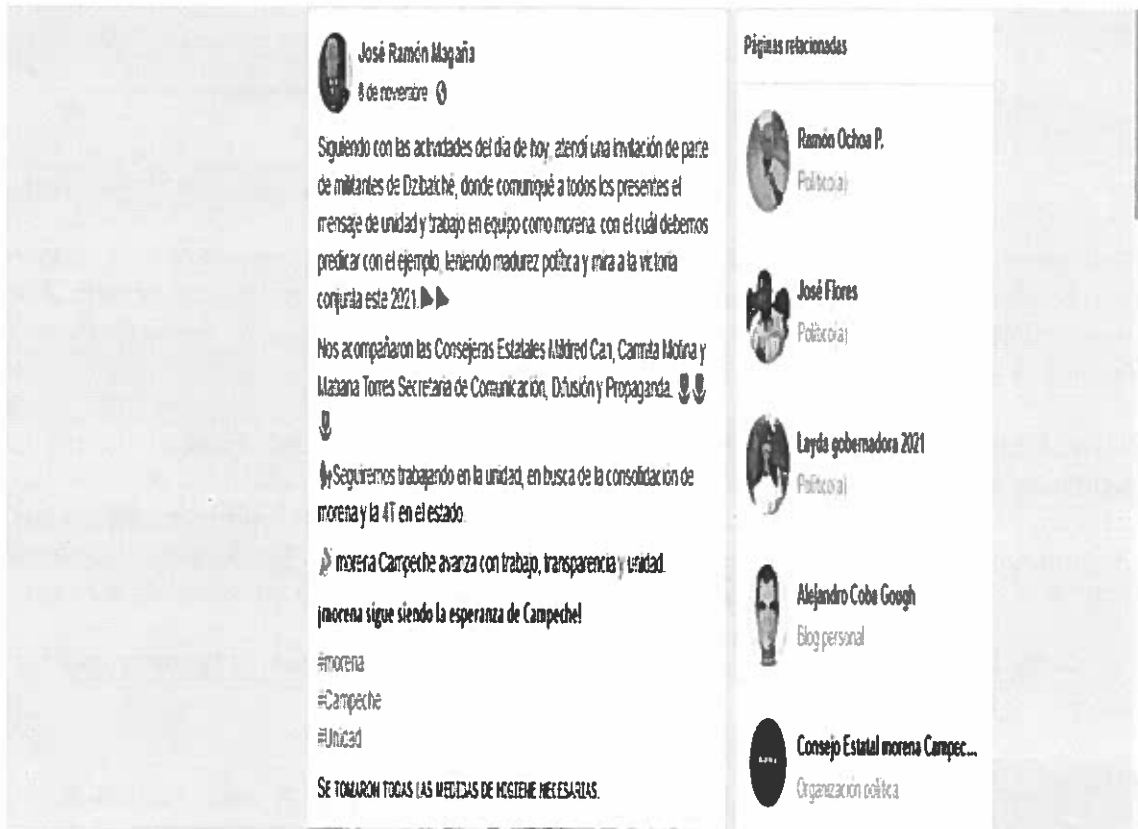 José Ramón Magaña
8 de noviembre
Siguiendo con las actividades del día de hoy, atendí una invitación de parte
de militantes de Dzibalché, donde comuniqué a todos los presentes el
mensaje de unidad y trabajo en equipo como morena. con el cuál debemos
predicar con el ejemplo, teniendo madurez política y mira a la victoria
conjunta este 2021.
Nos acompañaron las Consejeras Estatales Mildred Can, Carmita Molina y
Torres Secretaria de Comunicación, Difusión y Propaganda.
Seguiremos trabajando en la unidad, en busca de la consolidación de
morena y la 4T en el estado.
morena Campeche avanza con trabajo, transparencia y unidad.
¡morena sigue siendo la esperanza de Campeche!
#morena
#Campeche
#Unidad
SE TOMARON TODAS LAS MEDIDAS DE HIGIENE NECESARIAS.
Páginas relacionadas
Ramón Ochoa P.
Político(a)
José Flores
Político(a)
Layda gobernadora 2021
Político(a)
Alejandro Coba Gough
Blog personal
Consejo Estatal morena Campec...
Organización política